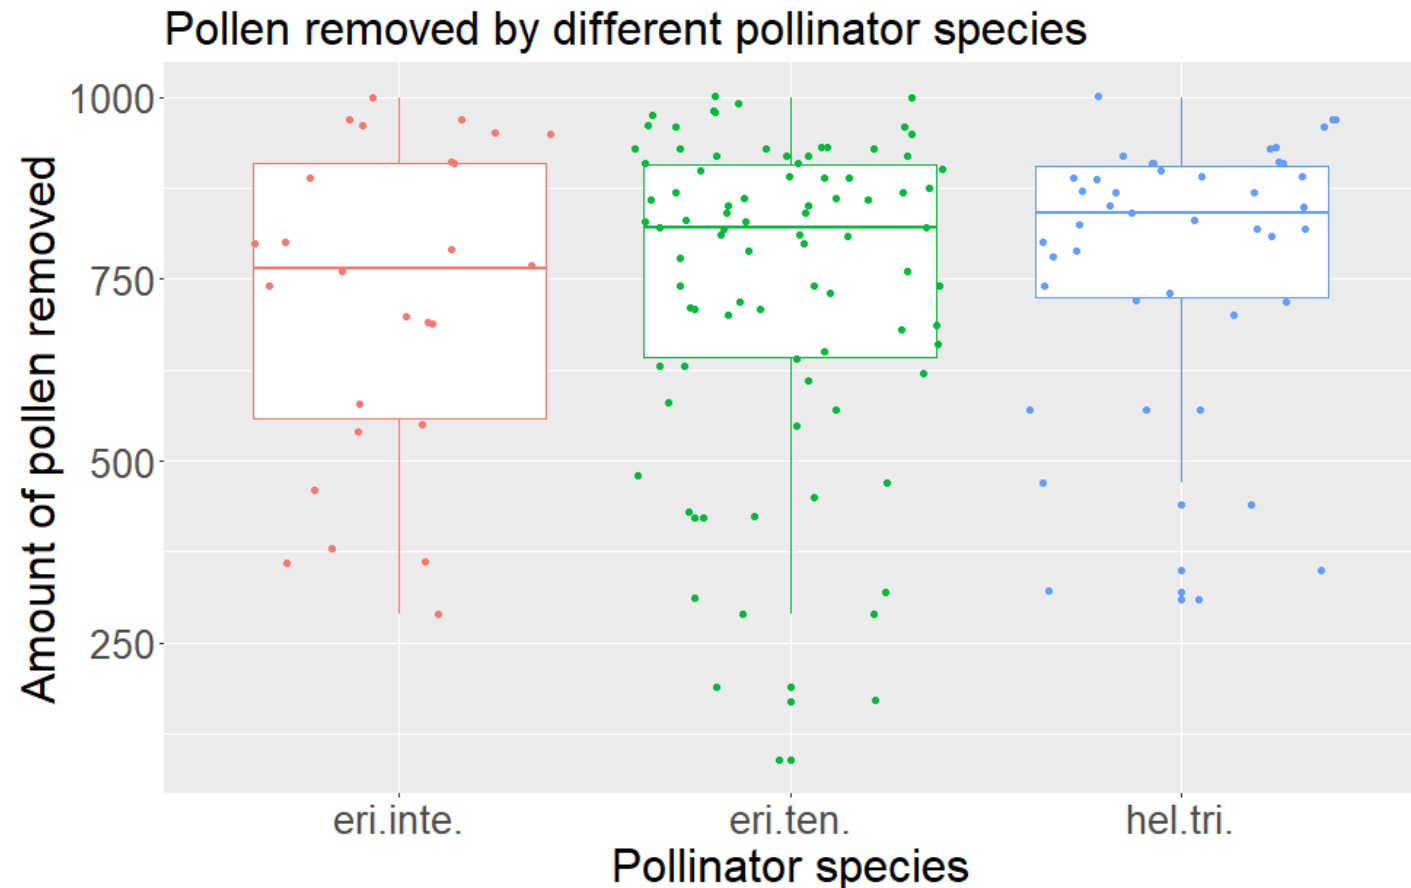 Pollen removed by different pollinator species
Amount of pollen removed
1000
750
500
250
eri.inte.
eri.ten.
hel.tri.
Pollinator species